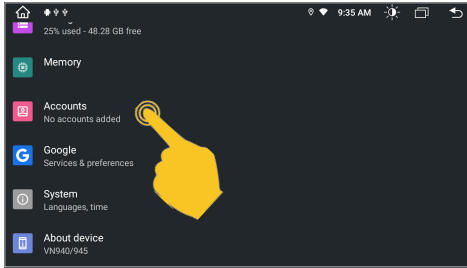 9:35 AM
25% used - 48.28 GB free
Memory
Accounts
No accounts added
Google
Services & preferences
System
Languages, time
About device
VN940/945